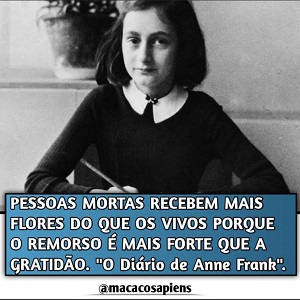 PESSOAS MORTAS RECEBEM MAIS
FLORES DO QUE OS VIVOS PORQUE
O REMORSO É MAIS FORTE QUE A
GRATIDÃO. "O Diário de Anne Frank".
@macacosapiens